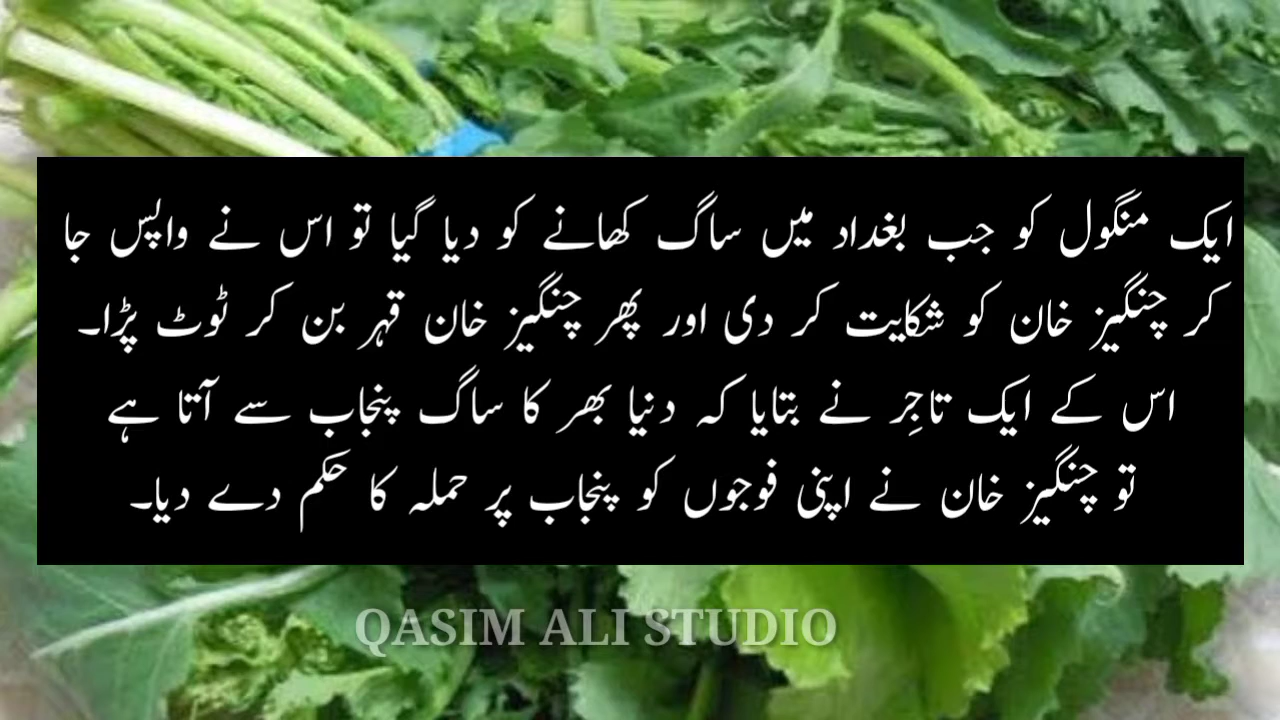 ایک منگول کو جب بغداد میں ساگ کھانے کو دیا گیا تو اس نے واپس جا
کر چنگیز خان کو شکایت کر دی اور پھر چنگیز خان قہر بن کر ٹوٹ پڑا۔
اس کے ایک تاجِر نے بتایا کہ دنیا بھر کا ساگ پنجاب سے آتا ہے
تو چنگیز خان نے اپنی فوجوں کو پنجاب پر حملہ کا حکم دے دیا۔
QASIM ALI STUDIO